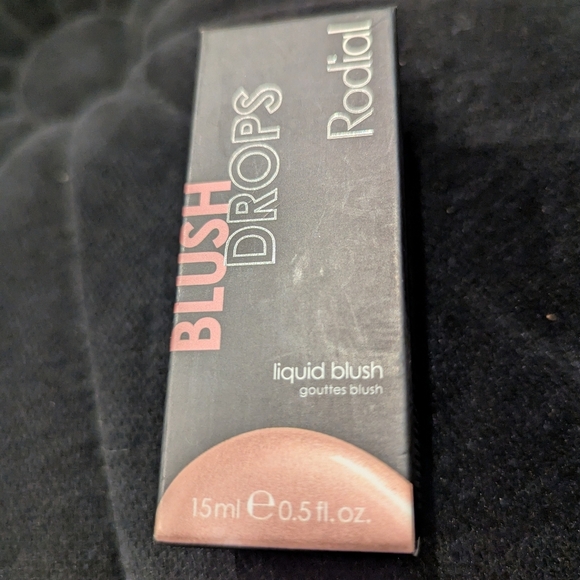 Rodial
BLUSH
DROPS
liquid blush
gouttes blush
15ml ℮ 0.5 fl. oz.